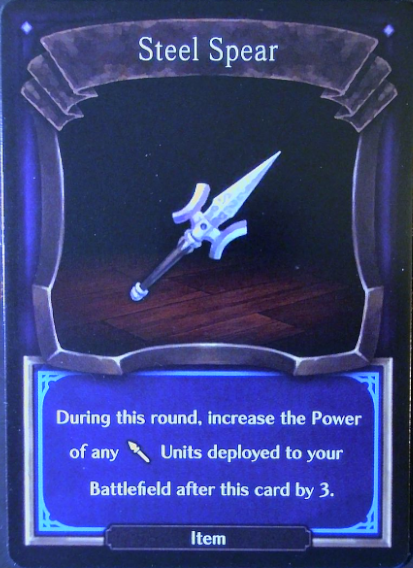 Steel Spear
During this round, increase the Power
of any Units deployed to your
Battlefield after this card by 3.
Item